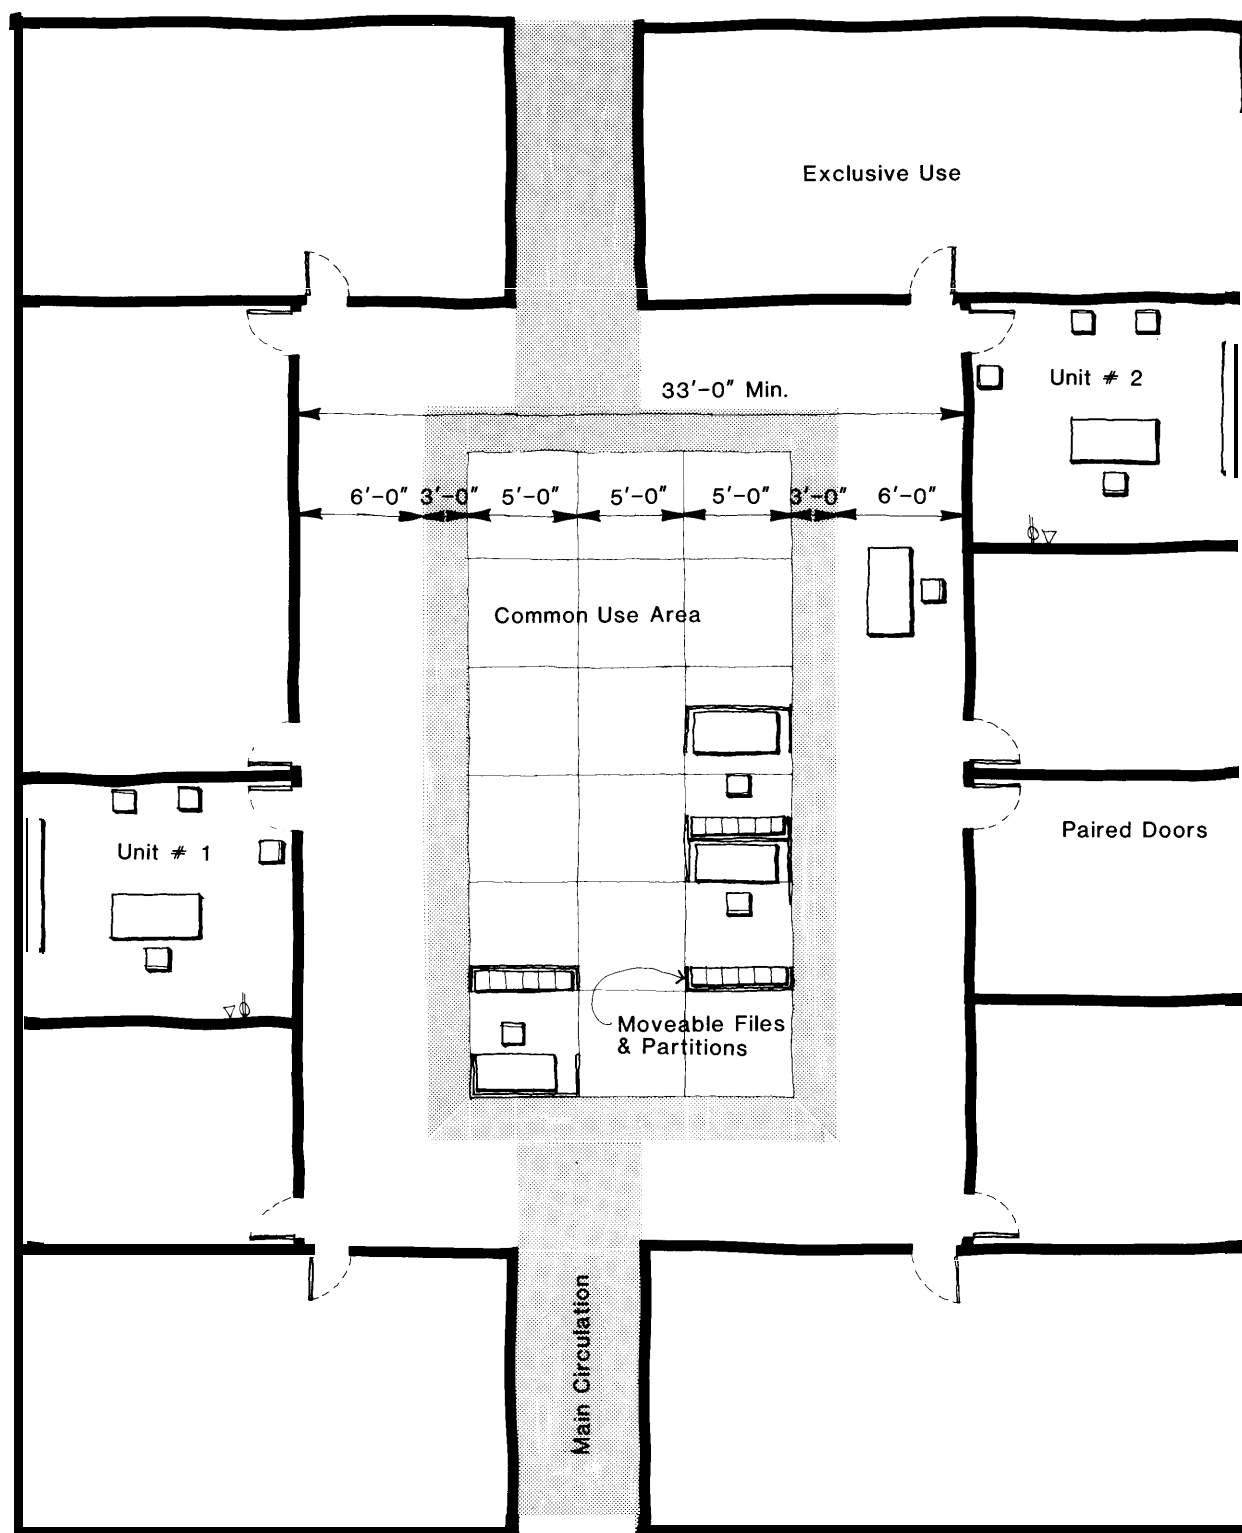 Exclusive Use
Unit # 2
33'-0" Min.
6'-0" 3'-0" 5'-0" 5'-0" 5'-0" 3'-0" 6'-0"
Common Use Area
Paired Doors
Unit # 1
Moveable Files
& Partitions
Main Circulation